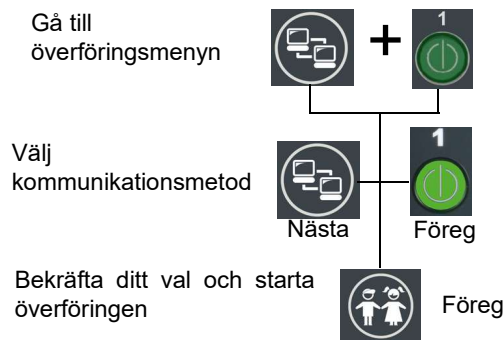 Gå till
överföringsmenyn
1
Välj
kommunikationsmetod
1
Nästa
Föreg
Bekräfta ditt val och starta
överföringen
Föreg